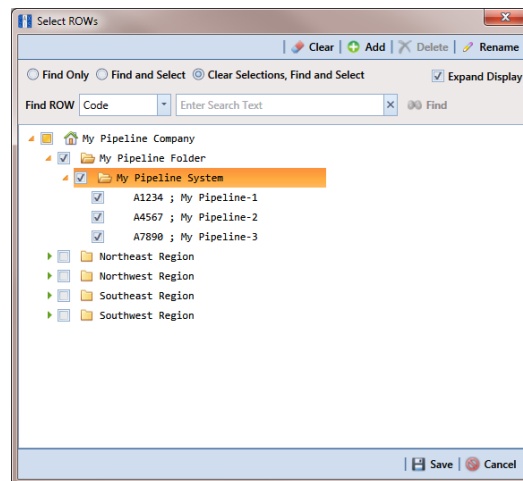 Select ROWs
Clear Add Delete Rename
Find Only Find and Select Clear Selections, Find and Select Expand Display
Find ROW Code Enter Search Text Find
My Pipeline Company
My Pipeline Folder
My Pipeline System
A1234 ; My Pipeline-1
A4567 ; My Pipeline-2
A7890 ; My Pipeline-3
Northeast Region
Northwest Region
Southeast Region
Southwest Region
Save Cancel